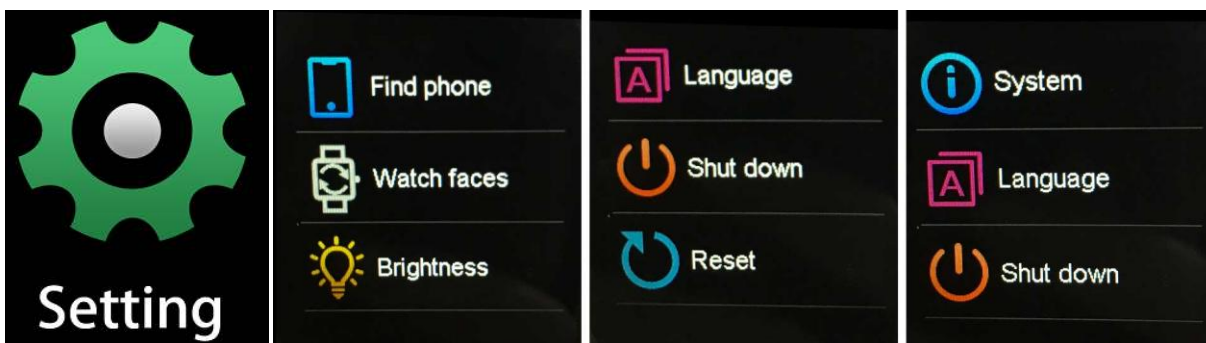 Setting
Find phone
Watch faces
Brightness
A Language
Shut down
Reset
i System
A Language
Shut down